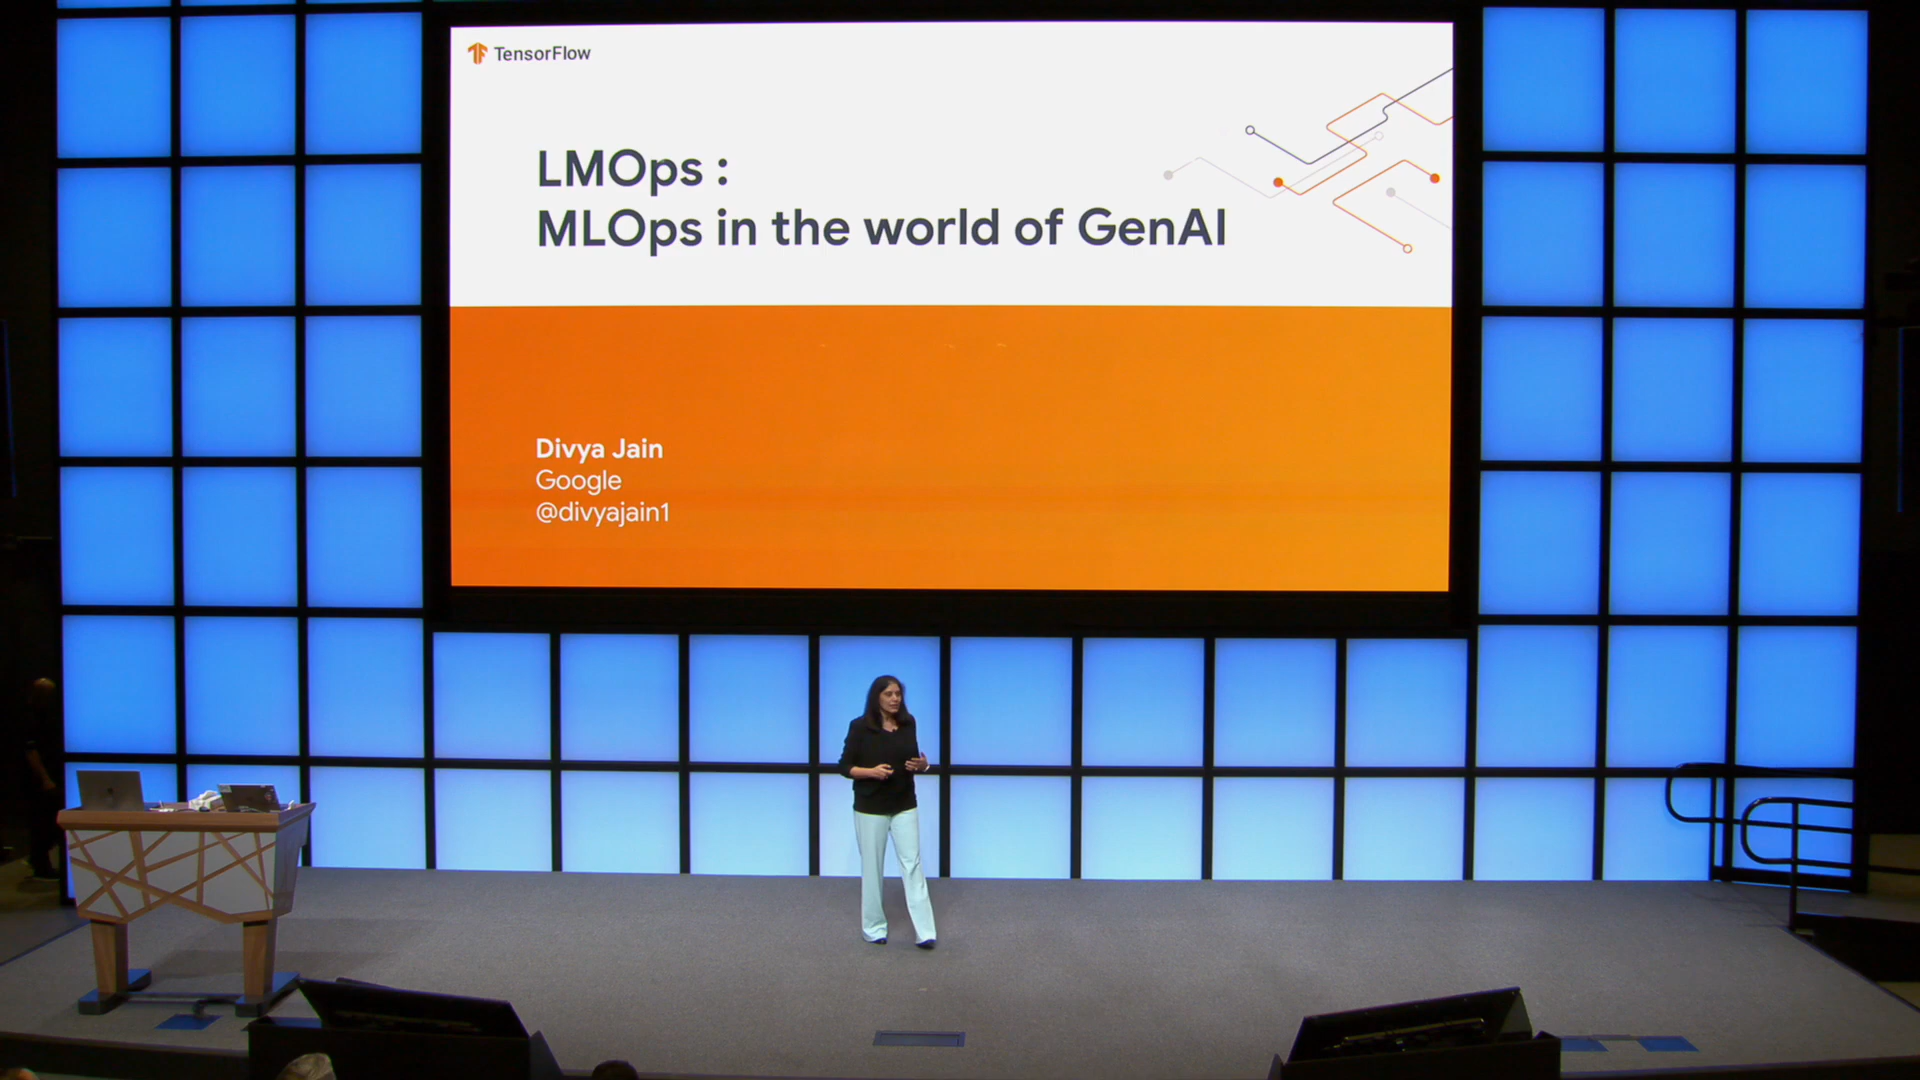 TensorFlow
LMOps :
MLOps in the world of GenAI
Divya Jain
Google
@divyajain1